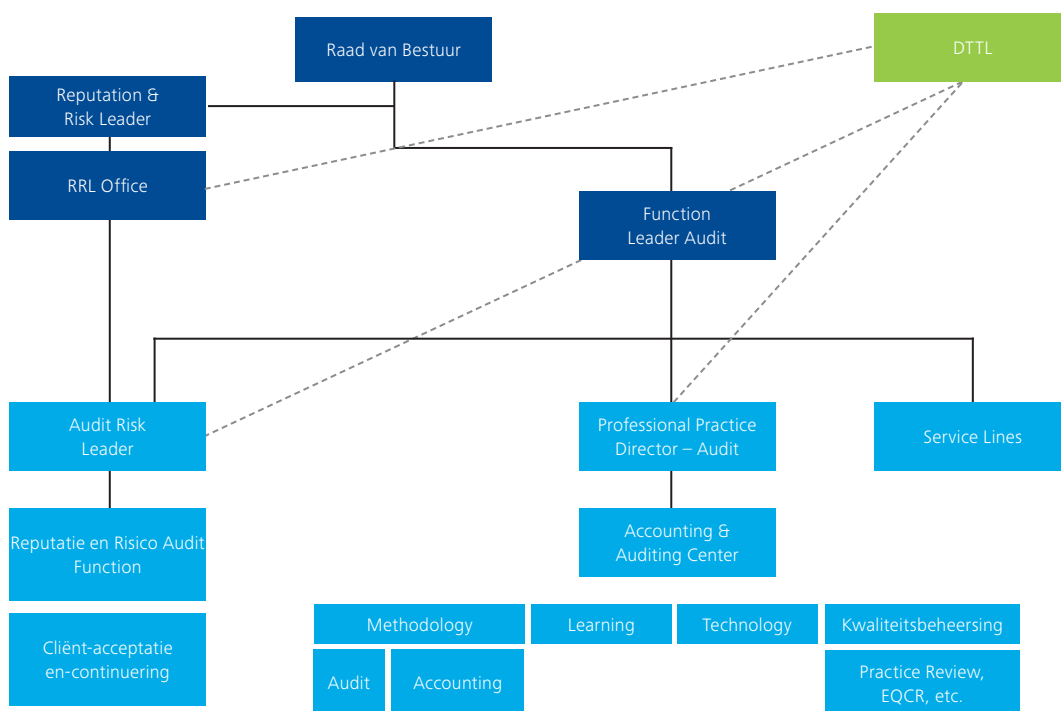 Raad van Bestuur
DTTL
Reputation &
Risk Leader
RRL Office
Function
Leader Audit
Audit Risk
Leader
Professional Practice
Director – Audit
Service Lines
Reputatie en Risico Audit
Function
Accounting &
Auditing Center
Cliënt-acceptatie
en-continuering
Methodology
Learning
Technology
Kwaliteitsbeheersing
Audit
Accounting
Practice Review,
EQCR, etc.